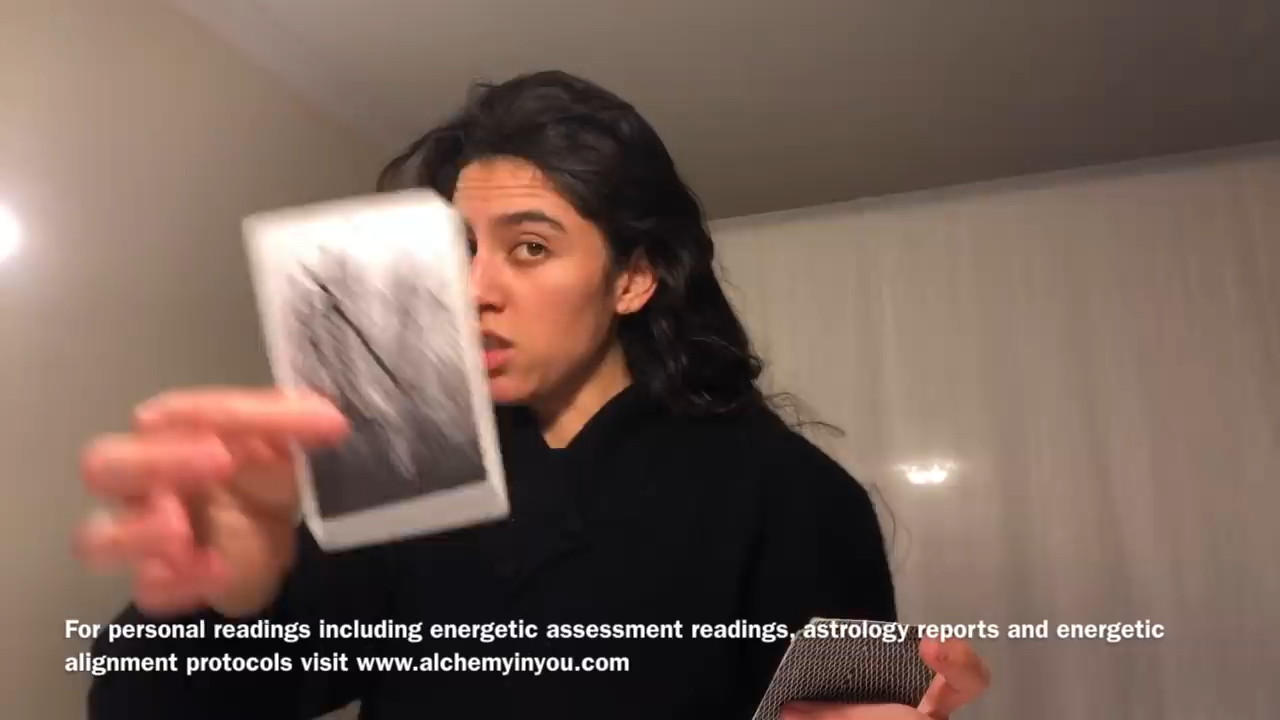 For personal readings including energetic assessment readings, astrology reports and energetic
alignment protocols visit www.alchemyinyou.com